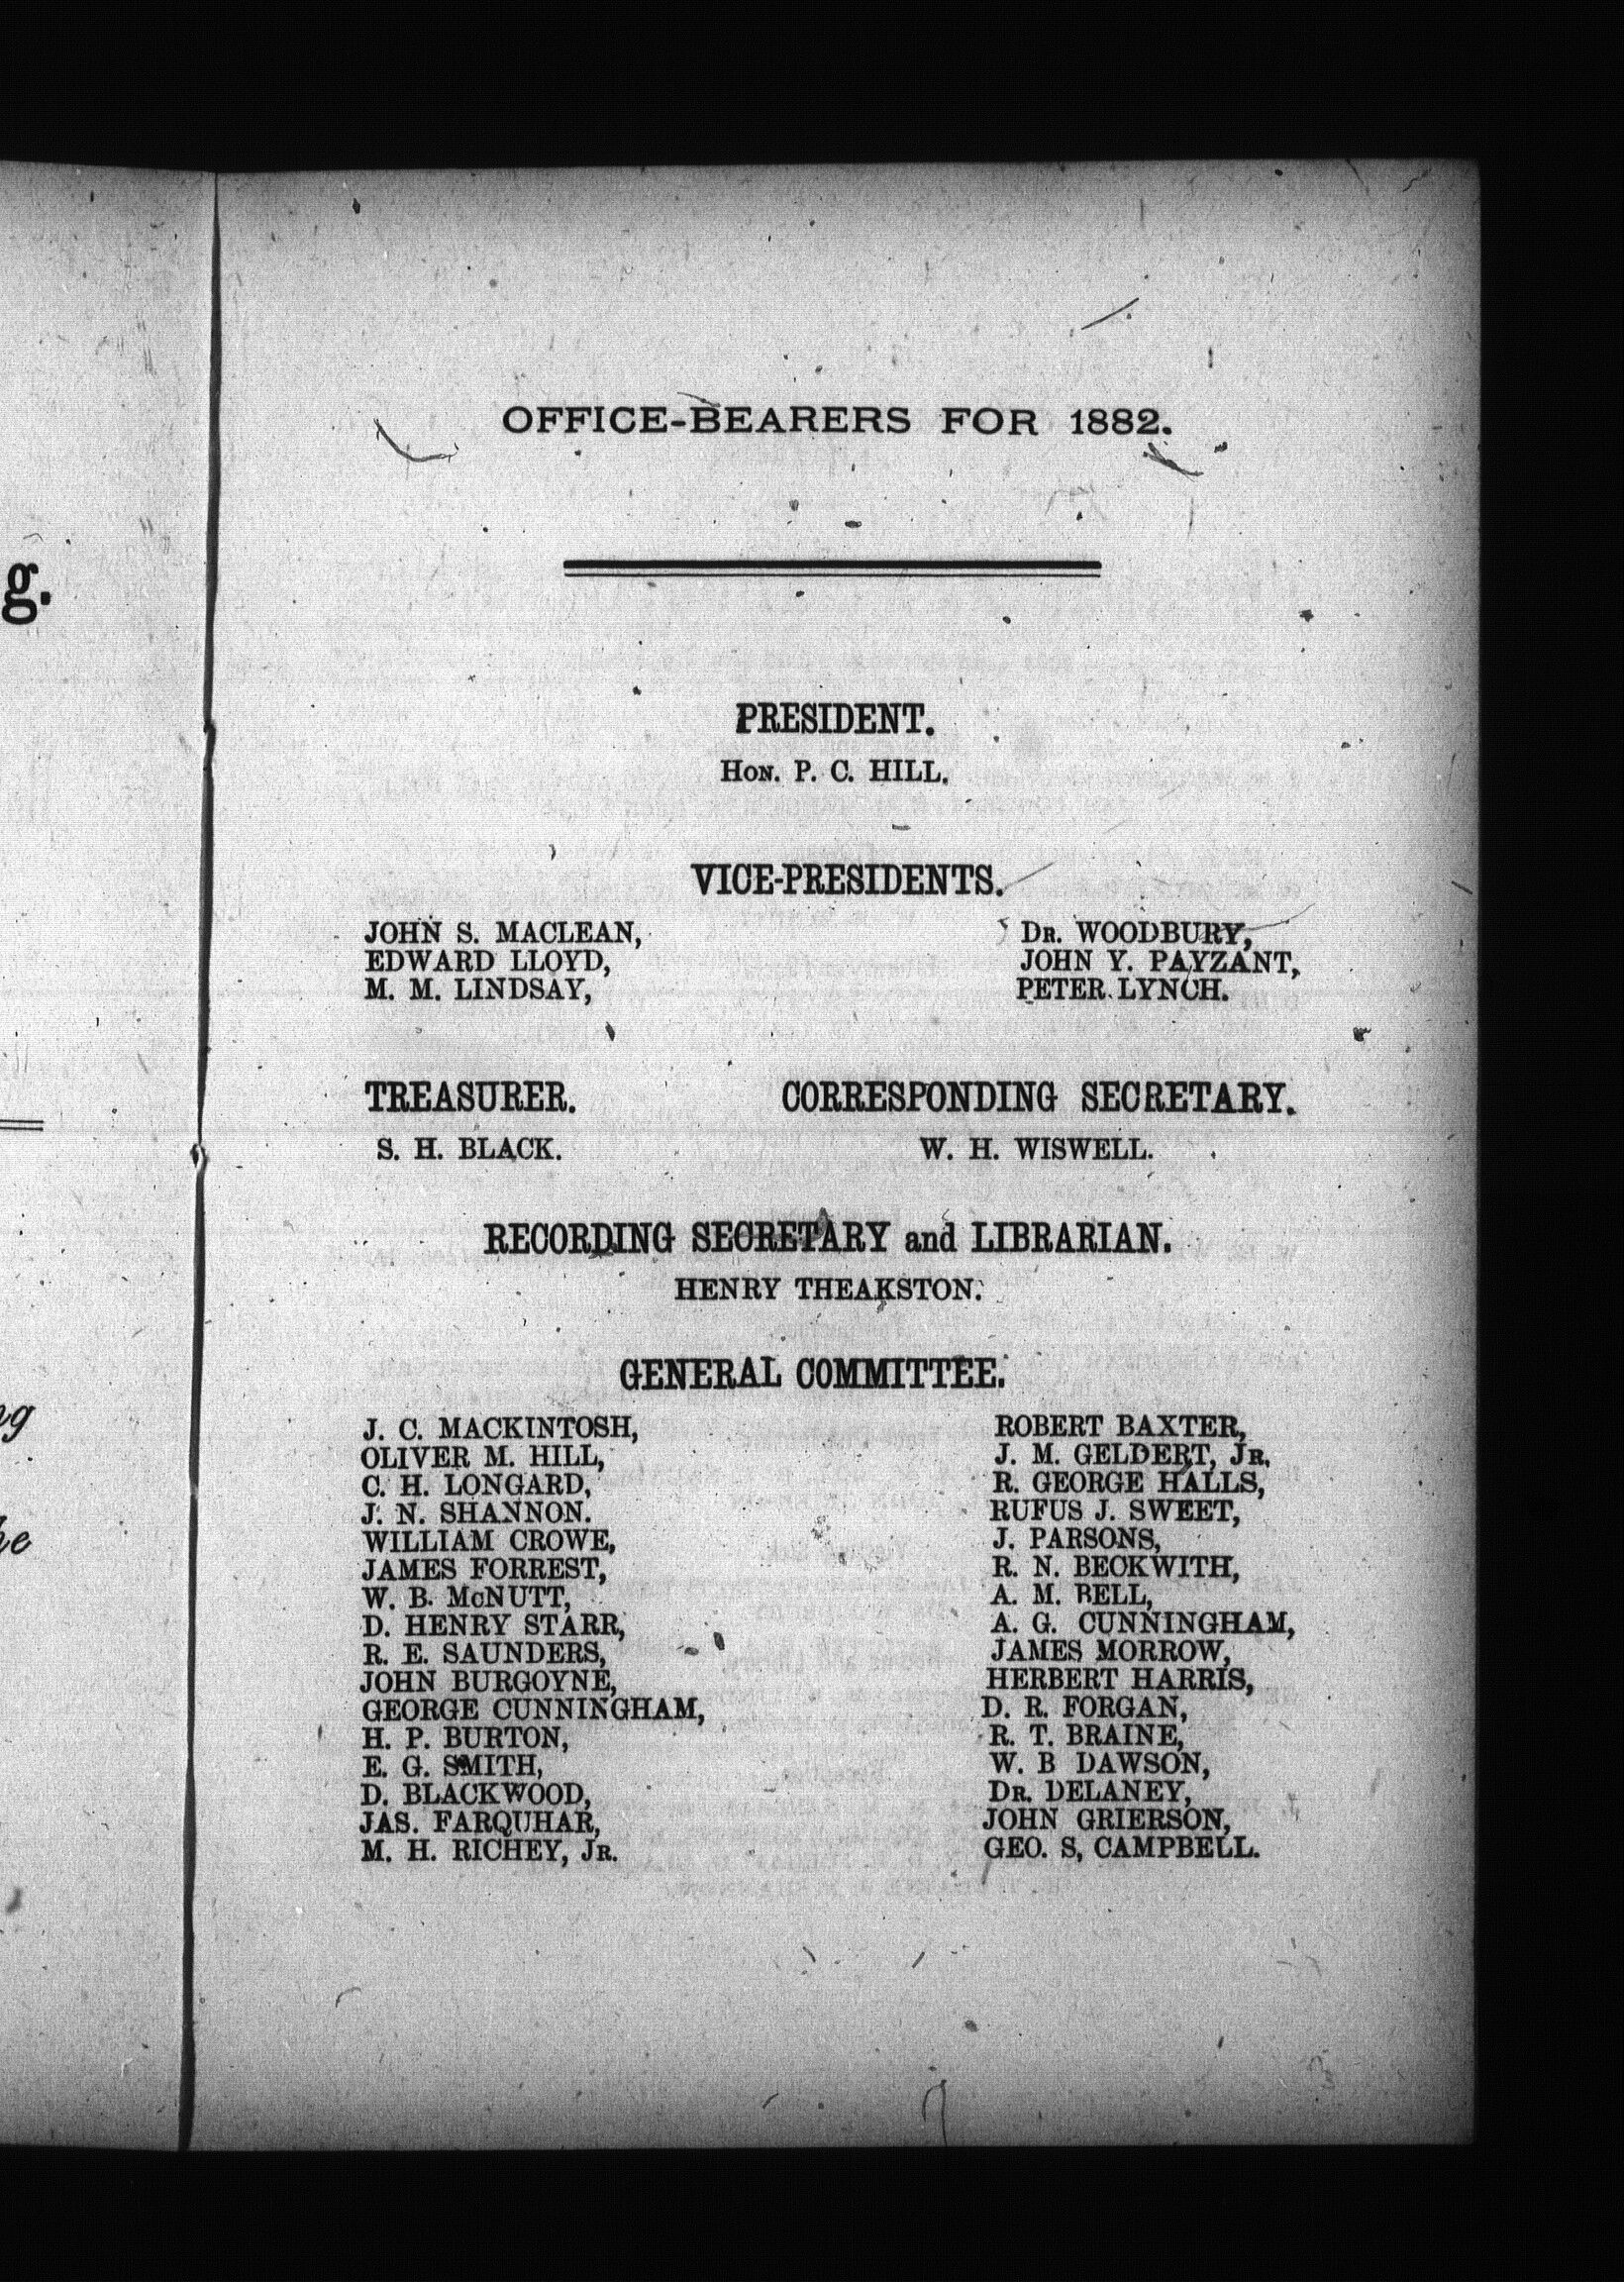 g.
OFFICE-BEARERS FOR 1882.
PRESIDENT.
HON. P. C. HILL.
VICE-PRESIDENTS.
JOHN S. MACLEAN,
EDWARD LLOYD,
M. M. LINDSAY,
DR. WOODBURY,
JOHN Y. PAYZANT,
PETER LYNCH.
TREASURER.
S. H. BLACK.
CORRESPONDING SECRETARY.
W. H. WISWELL.
RECORDING SECRETARY and LIBRARIAN.
HENRY THEAKSTON.
GENERAL COMMITTEE.
J. C. MACKINTOSH,
OLIVER M. HILL,
C. H. LONGARD,
J. N. SHANNON.
WILLIAM CROWE,
JAMES FORREST,
W. B. McNUTT,
D. HENRY STARR,
R. E. SAUNDERS,
JOHN BURGOYNE,
GEORGE CUNNINGHAM,
H. P. BURTON,
E. G. SMITH,
D. BLACKWOOD,
JAS. FARQUHAR,
M. H. RICHEY, JR.
ROBERT BAXTER,
J. M. GELDERT, JR.
R. GEORGE HALLS,
RUFUS J. SWEET,
J. PARSONS,
R. N. BECKWITH,
A. M. BELL,
A. G. CUNNINGHAM,
JAMES MORROW,
HERBERT HARRIS,
D. R. FORGAN,
R. T. BRAINE,
W. B DAWSON,
DR. DELANEY,
JOHN GRIERSON,
GEO. S, CAMPBELL.